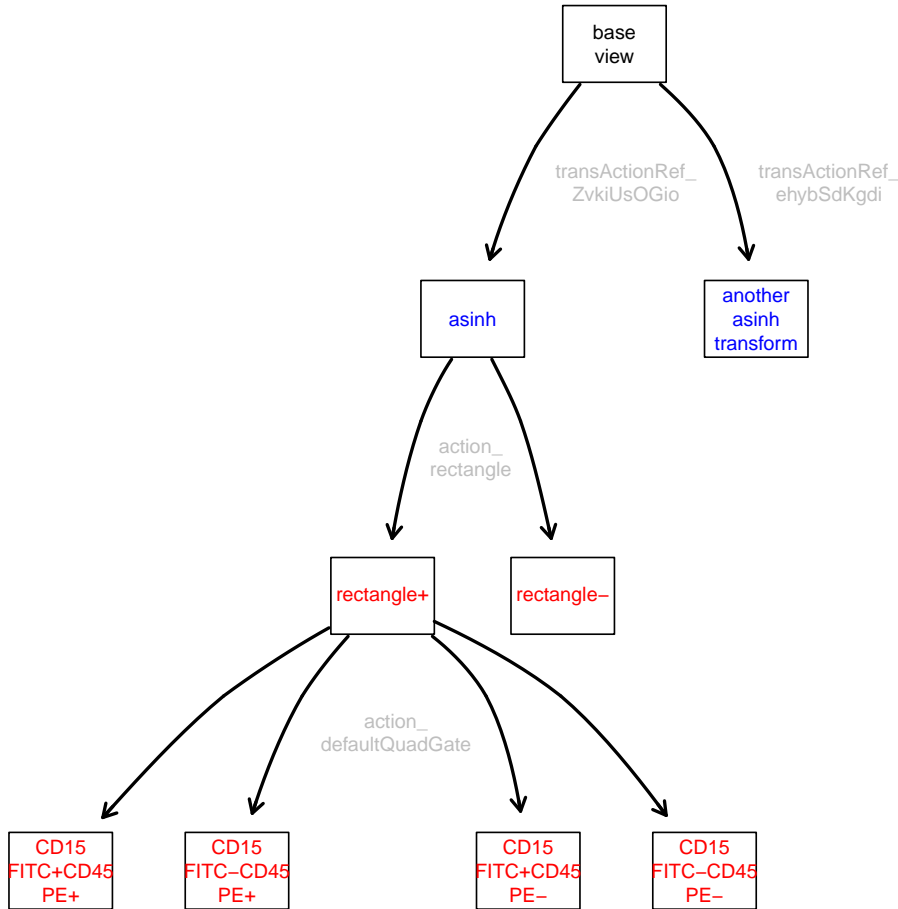 base
view
transActionRef_
ZvkiUsOGio
transActionRef_
ehybSdKgdi
asinh
another
asinh
transform
action_
rectangle
rectangle+
rectangle−
action_
defaultQuadGate
CD15
FITC+CD45
PE+
CD15
FITC−CD45
PE+
CD15
FITC+CD45
PE−
CD15
FITC−CD45
PE−